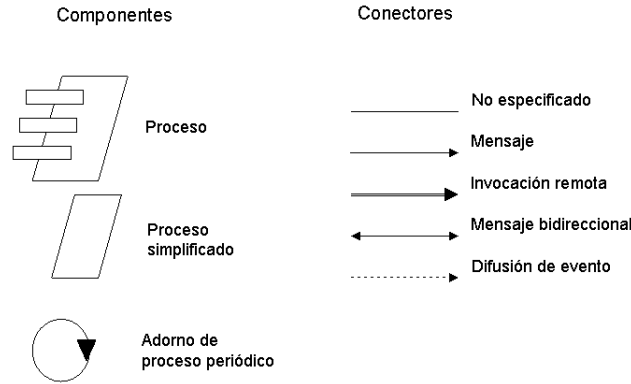 Componentes
Conectores
Proceso
Proceso
simplificado
Adorno de
proceso periódico
No especificado
Mensaje
Invocación remota
Mensaje bidireccional
Difusión de evento